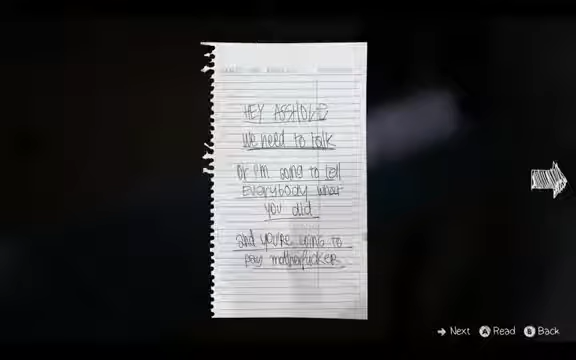 HEY ASSHOLE
We need to talk
Or I'm going to tell
Everybody what
you did
and you're going to
pay motherfucker
Next A Read B Back